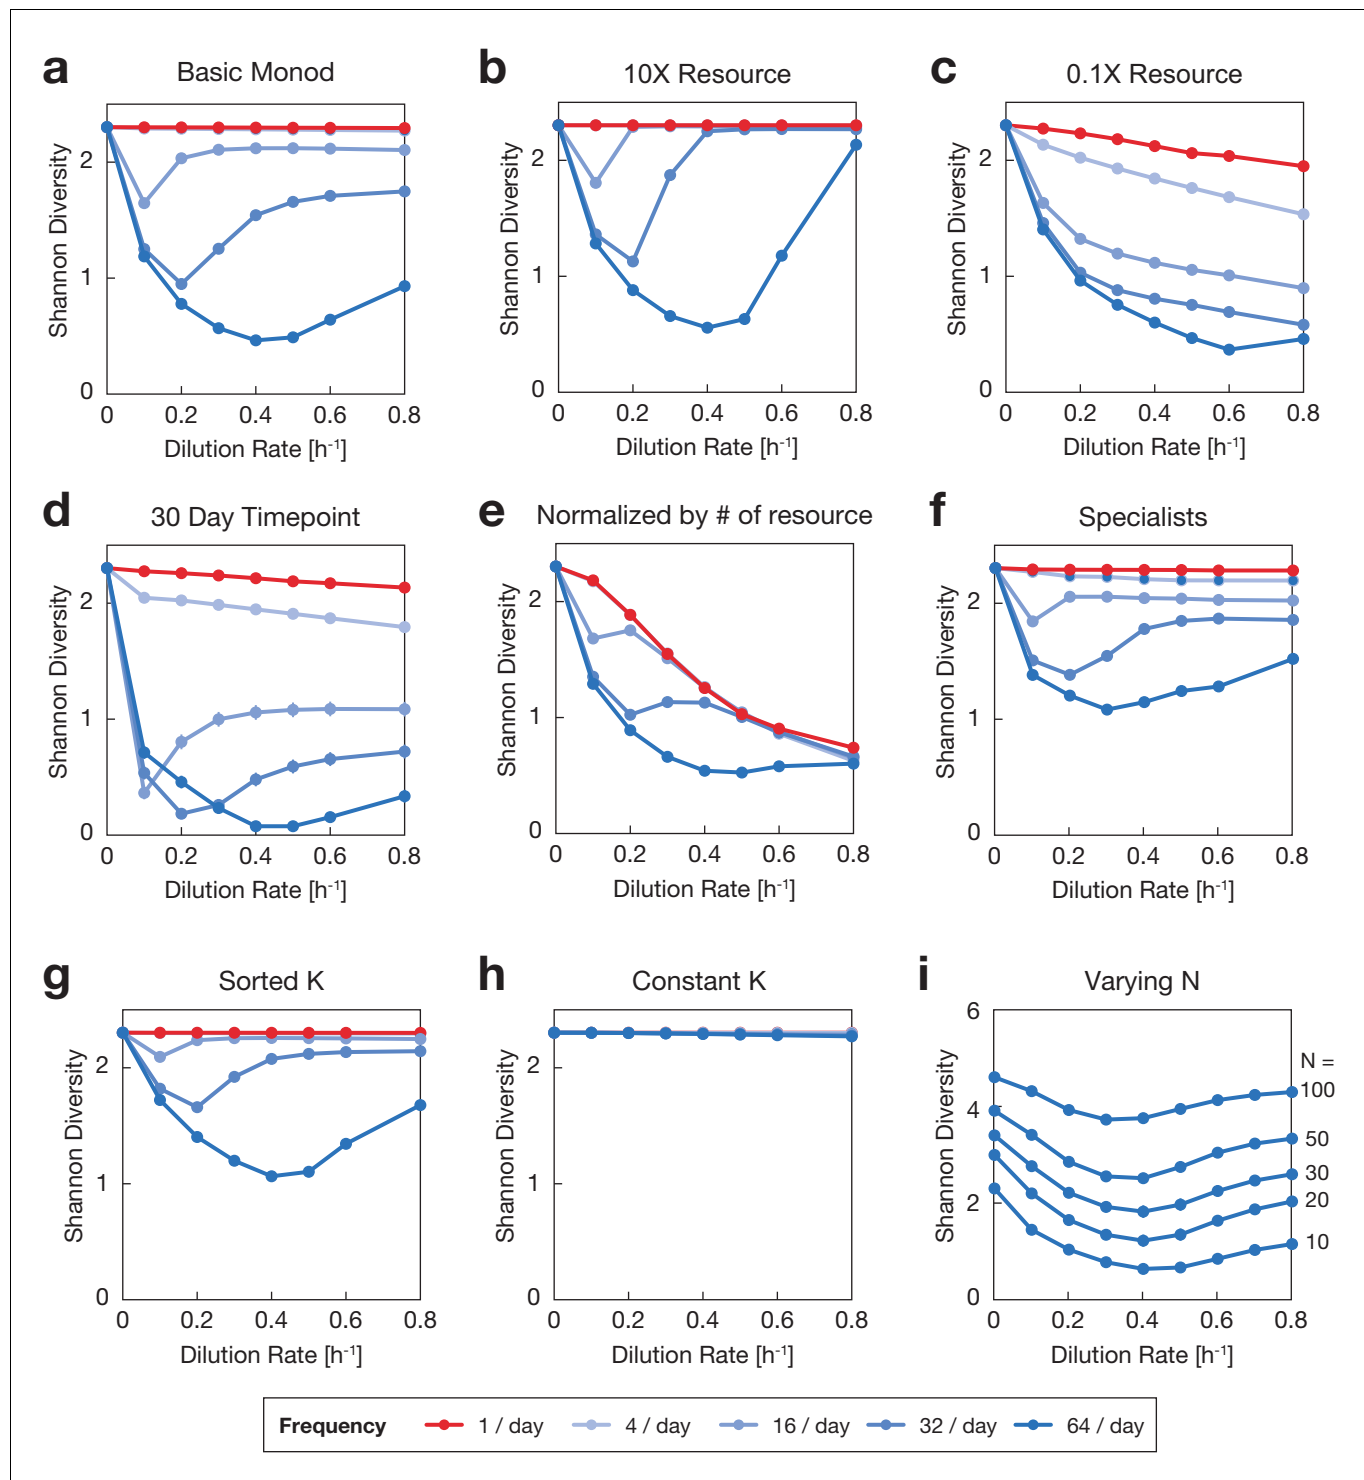 a
Basic Monod
Shannon Diversity
2
1
0
0 0.2 0.4 0.6 0.8
Dilution Rate [h-1]
b
10X Resource
Shannon Diversity
2
1
0
0 0.2 0.4 0.6 0.8
Dilution Rate [h-1]
c
0.1X Resource
Shannon Diversity
2
1
0
0 0.2 0.4 0.6 0.8
Dilution Rate [h-1]
d
30 Day Timepoint
Shannon Diversity
2
1
0
0 0.2 0.4 0.6 0.8
Dilution Rate [h-1]
e
Normalized by # of resource
Shannon Diversity
2
1
0
0 0.2 0.4 0.6 0.8
Dilution Rate [h-1]
f
Specialists
Shannon Diversity
2
1
0
0 0.2 0.4 0.6 0.8
Dilution Rate [h-1]
g
Sorted K
Shannon Diversity
2
1
0
0 0.2 0.4 0.6 0.8
Dilution Rate [h-1]
h
Constant K
Shannon Diversity
2
1
0
0 0.2 0.4 0.6 0.8
Dilution Rate [h-1]
i
Varying N
Shannon Diversity
6
4
2
0
0 0.2 0.4 0.6 0.8
Dilution Rate [h-1]
N =
100
50
30
20
10
Frequency 1 / day 4 / day 16 / day 32 / day 64 / day